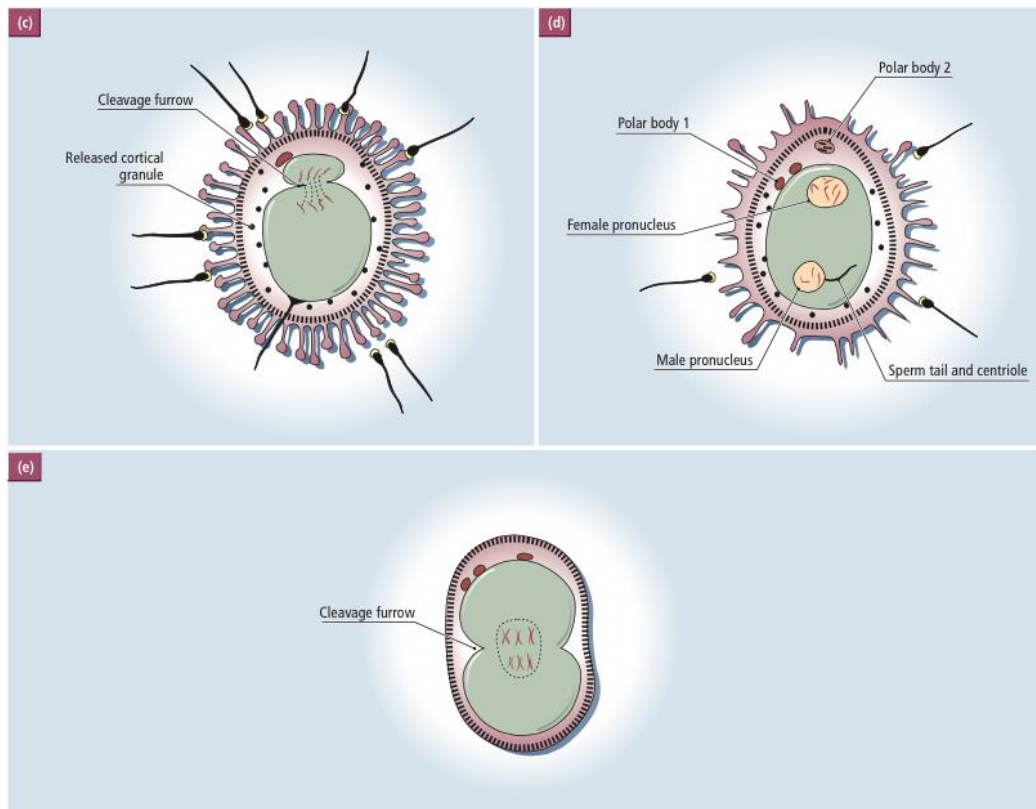 (c)
Cleavage furrow
Released cortical
granule
(d)
Polar body 2
Polar body 1
Female pronucleus
Male pronucleus
Sperm tail and centriole
(e)
Cleavage furrow